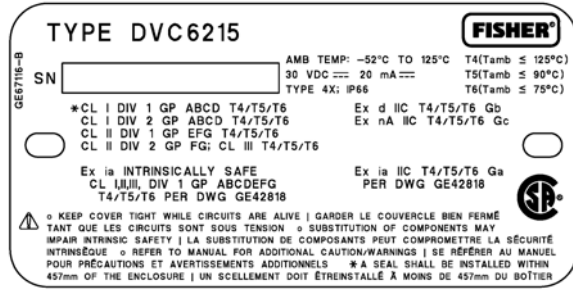 TYPE DVC6215
FISHER®
GE67116-B
SN
AMB TEMP: -52°C TO 125°C T4(Tamb ≤ 125°C)
30 VDC ⎓ 20 mA ⎓ T5(Tamb ≤ 90°C)
TYPE 4X; IP66 T6(Tamb ≤ 75°C)
*CL I DIV 1 GP ABCD T4/T5/T6 Ex d IIC T4/T5/T6 Gb
CL I DIV 2 GP ABCD T4/T5/T6 Ex nA IIC T4/T5/T6 Gc
CL II DIV 1 GP EFG T4/T5/T6
CL II DIV 2 GP FG; CL III T4/T5/T6
Ex ia INTRINSICALLY SAFE Ex ia IIC T4/T5/T6 Ga
CL I,II,III, DIV 1 GP ABCDEFG PER DWG GE42818
T4/T5/T6 PER DWG GE42818
SA®
o KEEP COVER TIGHT WHILE CIRCUITS ARE ALIVE | GARDER LE COUVERCLE BIEN FERMÉ
TANT QUE LES CIRCUITS SONT SOUS TENSION o SUBSTITUTION OF COMPONENTS MAY
IMPAIR INTRINSIC SAFETY | LA SUBSTITUTION DE COMPOSANTS PEUT COMPROMETTRE LA SÉCURITÉ
INTRINSÈQUE o REFER TO MANUAL FOR ADDITIONAL CAUTION/WARNINGS | SE RÉFÉRER AU MANUEL
POUR PRÉCAUTIONS ET AVERTISSEMENTS ADDITIONNELS * A SEAL SHALL BE INSTALLED WITHIN
457mm OF THE ENCLOSURE | UN SCELLEMENT DOIT ÊTREINSTALLÉ À MOINS DE 457mm DU BOÎTIER